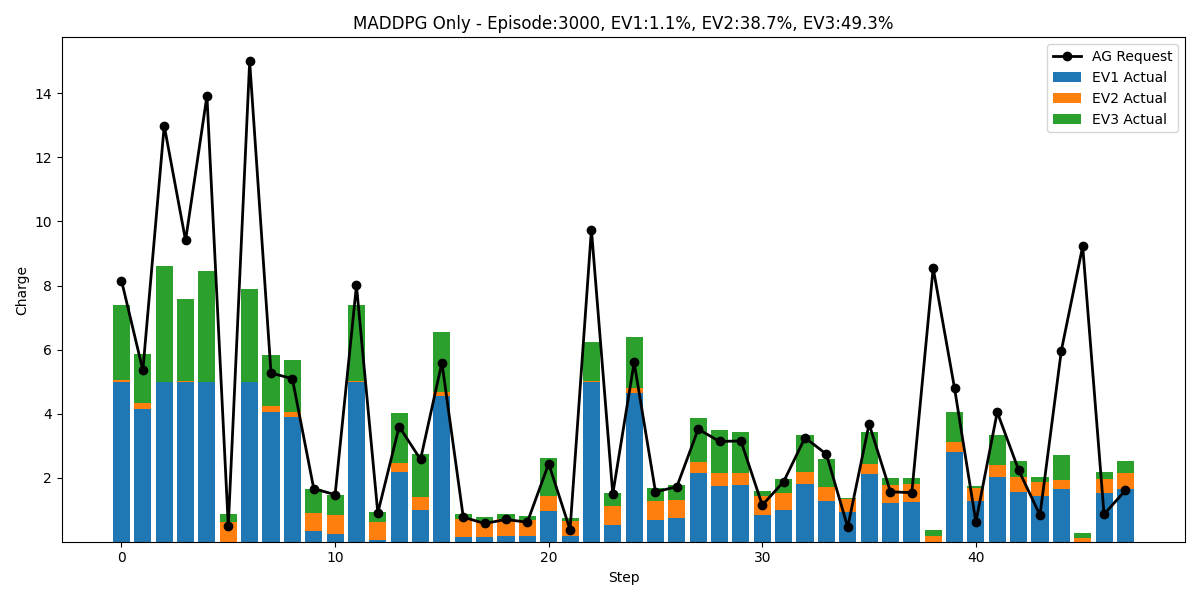 MADDPG Only - Episode:3000, EV1:1.1%, EV2:38.7%, EV3:49.3%
AG Request
EV1 Actual
EV2 Actual
EV3 Actual
Charge
14
12
10
8
6
4
2
0
10
20
30
40
Step